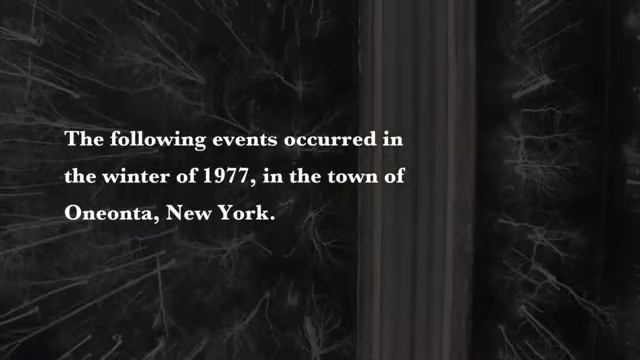 The following events occurred in
the winter of 1977, in the town of
Oneonta, New York.